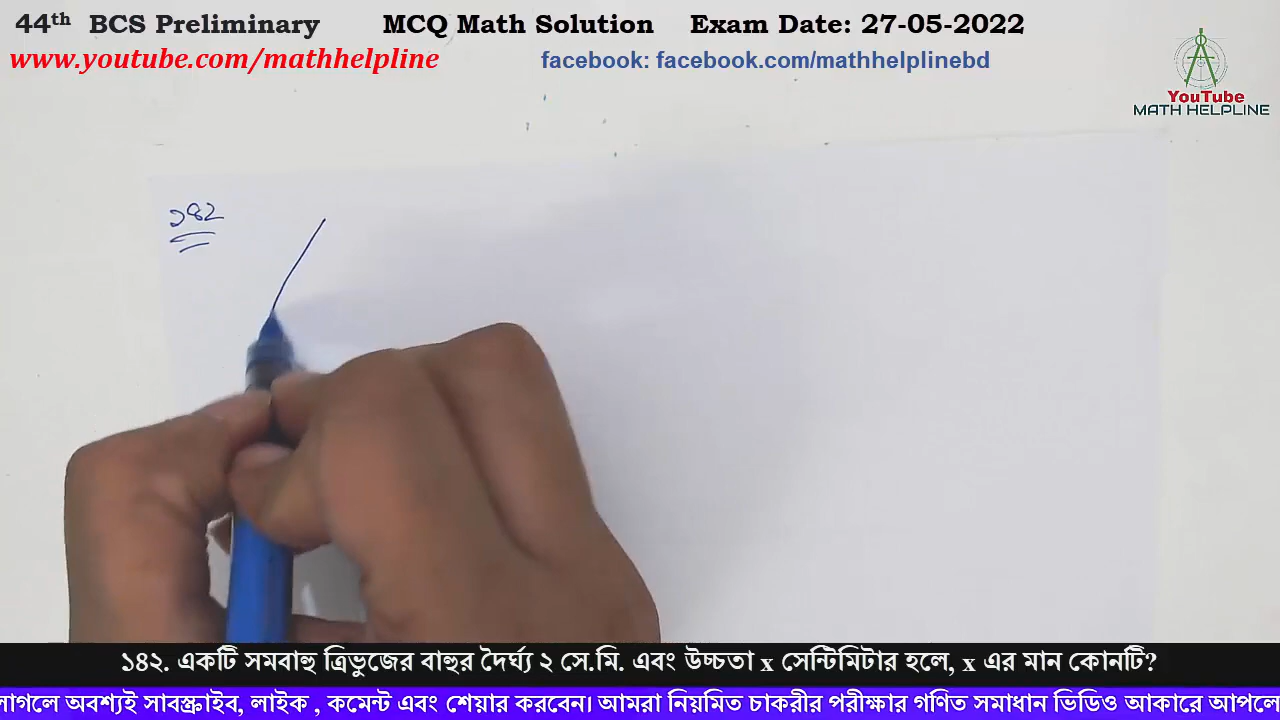 44th BCS Preliminary MCQ Math Solution Exam Date: 27-05-2022
www.youtube.com/mathhelpline facebook: facebook.com/mathhelplinebd
YouTube
MATH HELPLINE
১৪২
১৪২. একটি সমবাহু ত্রিভুজের বাহুর দৈর্ঘ্য ২ সে.মি. এবং উচ্চতা x সেন্টিমিটার হলে, x এর মান কোনটি?
লাগলে অবশ্যই সাবস্ক্রাইব, লাইক , কমেন্ট এবং শেয়ার করবেন। আমরা নিয়মিত চাকরীর পরীক্ষার গণিত সমাধান ভিডিও আকারে আপলো